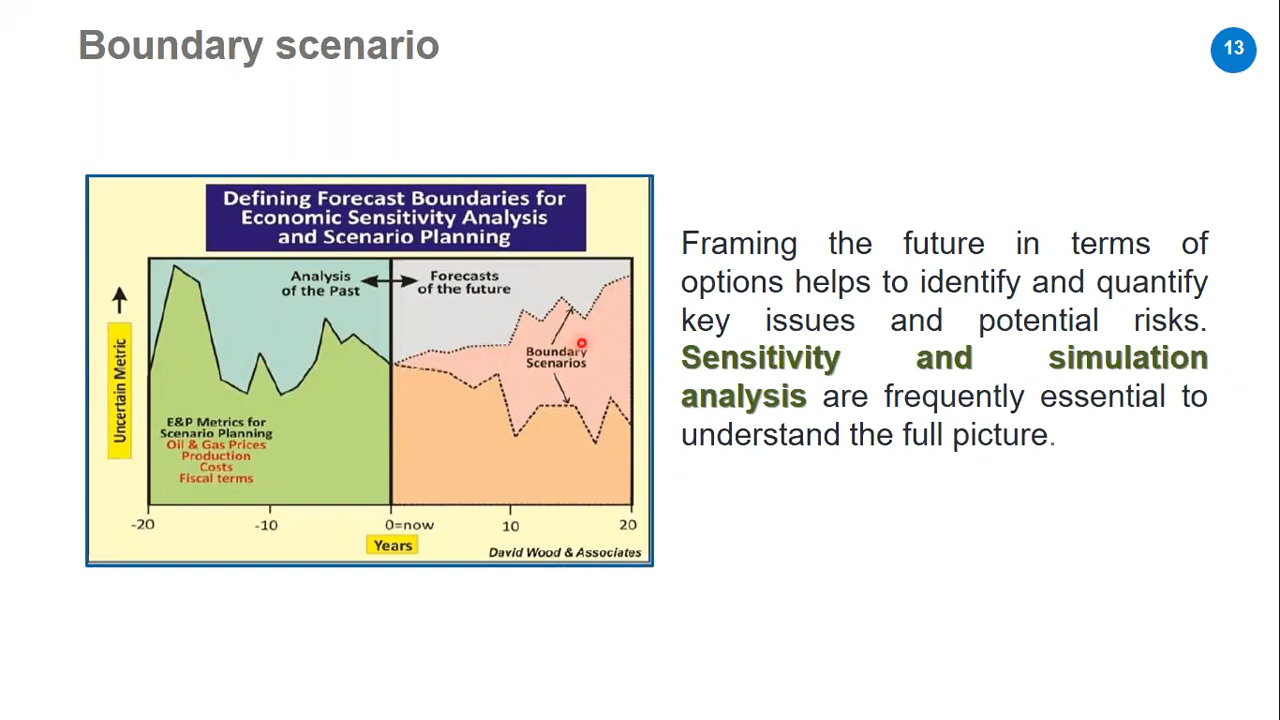 Boundary scenario
13
Defining Forecast Boundaries for
Economic Sensitivity Analysis
and Scenario Planning
Analysis
of the Past
Forecasts
of the future
Uncertain Metric
Boundary
Scenarios
E&P Metrics for
Scenario Planning
Oil & Gas Prices
Production
Costs
Fiscal terms
-20
-10
0=now
10
20
Years
David Wood & Associates
Framing the future in terms of
options helps to identify and quantify
key issues and potential risks.
Sensitivity and simulation
analysis are frequently essential to
understand the full picture.